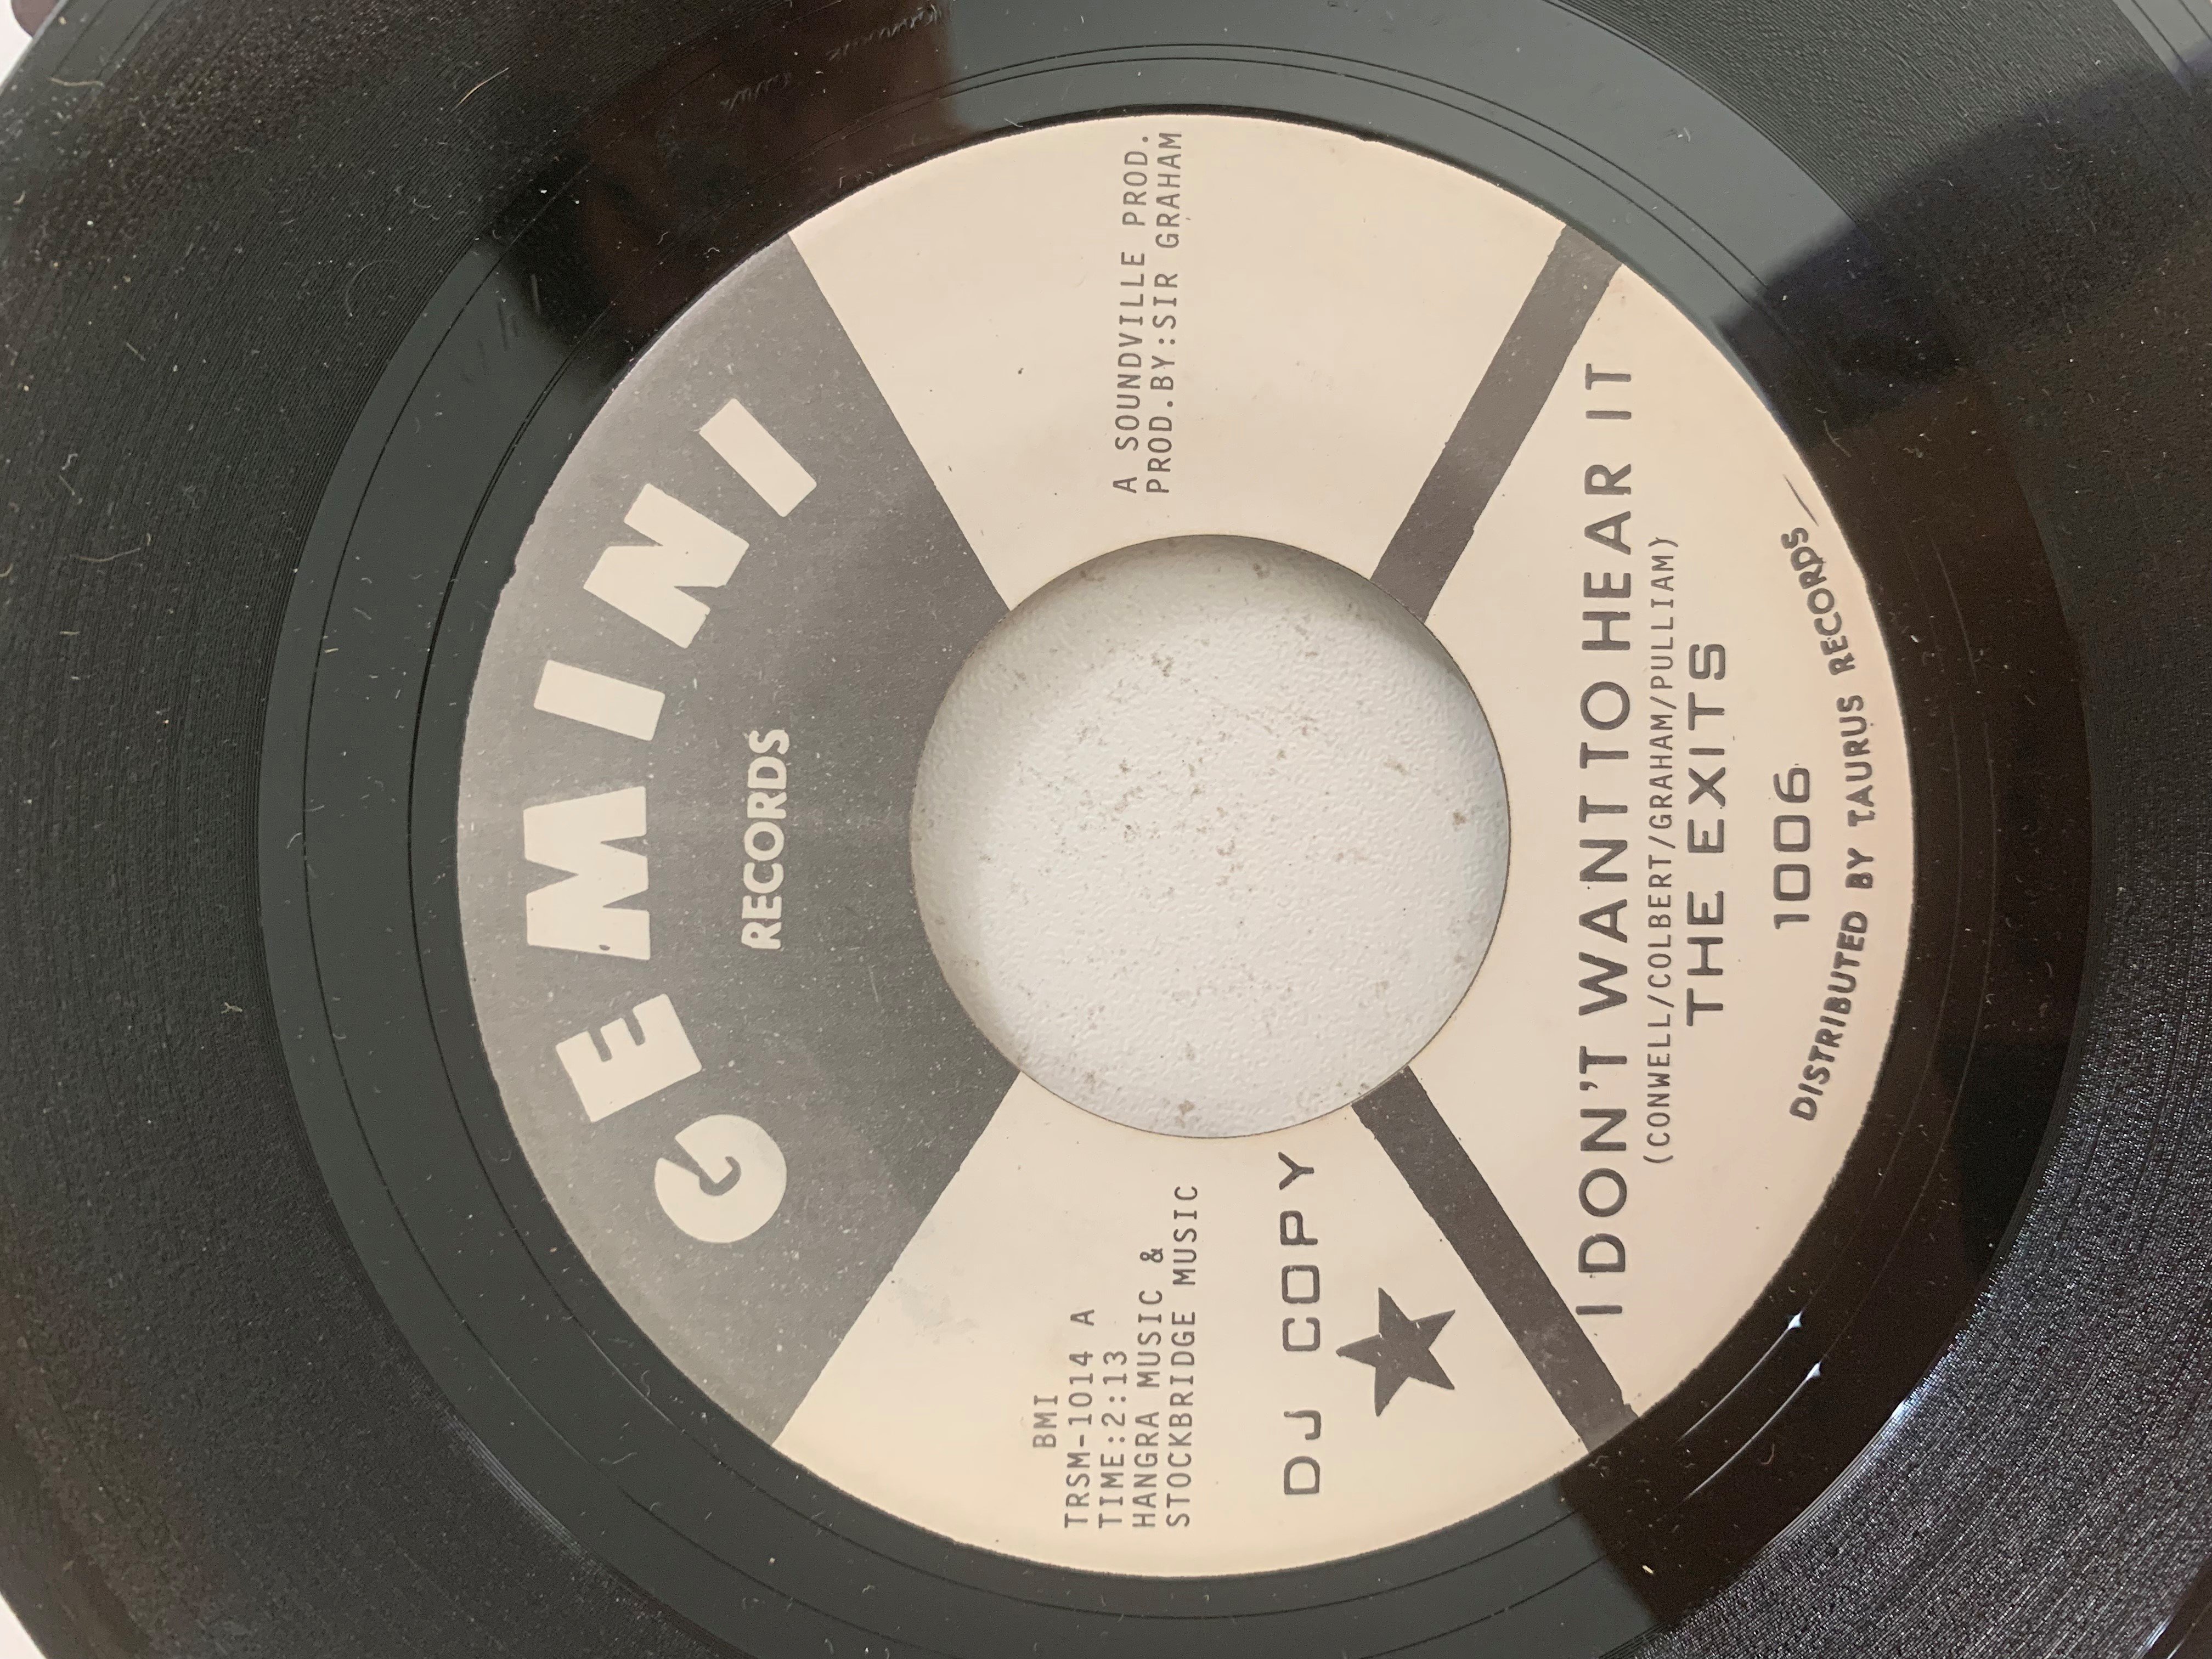 GEMINI
RECORDS
BMI
TRSM-1014 A
TIME:2:13
HANGRA MUSIC &
STOCKBRIDGE MUSIC
DJ COPY
A SOUNDVILLE PROD.
PROD.BY:SIR GRAHAM
I DON'T WANT TO HEAR IT
(CONWELL/COLBERT/GRAHAM/PULLIAM)
THE EXITS
1006
DISTRIBUTED BY TAURUS RECORDS